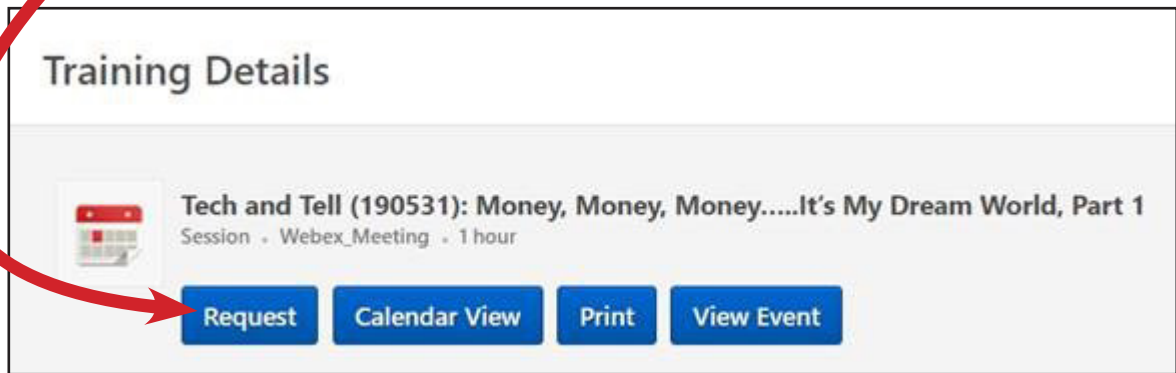 Training Details
Tech and Tell (190531): Money, Money, Money.....It's My Dream World, Part 1
Session • Webex_Meeting • 1 hour
Request Calendar View Print View Event